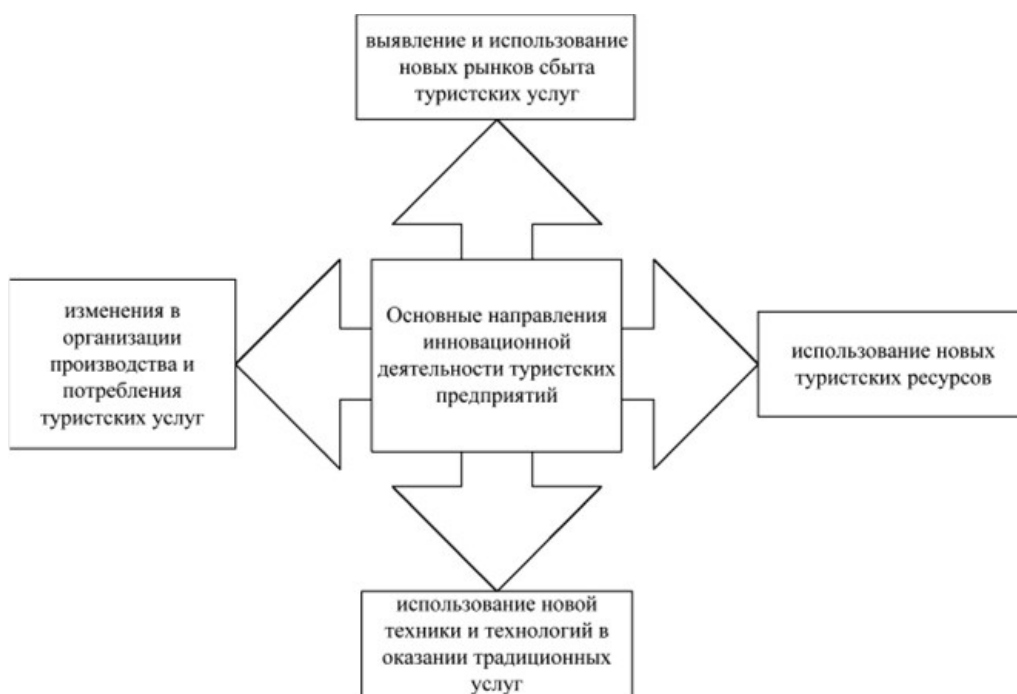 выявление и использование
новых рынков сбыта
туристских услуг
изменения в
организации
производства и
потребления
туристских услуг
Основные направления
инновационной
деятельности туристских
предприятий
использование новых
туристских ресурсов
использование новой
техники и технологий в
оказании традиционных
услуг